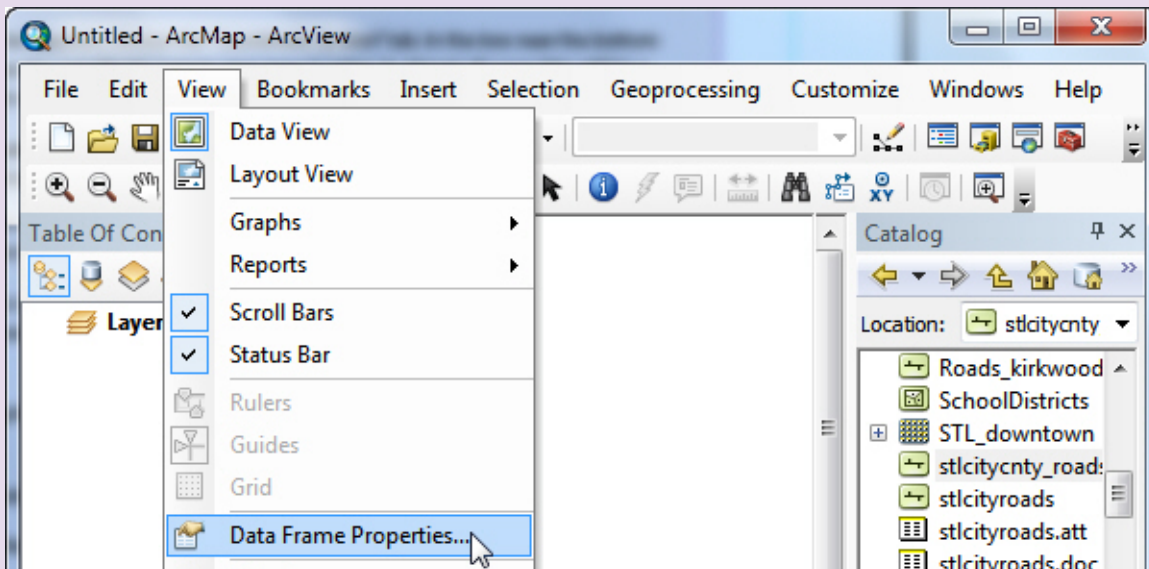 Untitled - ArcMap - ArcView
File Edit View Bookmarks Insert Selection Geoprocessing Customize Windows Help
Data View
Layout View
XY
Table Of Con
Graphs
Reports
Layer
Scroll Bars
Status Bar
Rulers
Guides
Grid
Data Frame Properties...
Catalog
Location: stlcitycnty
Roads_kirkwood
SchoolDistricts
STL_downtown
stlcitycnty_roads
stlcityroads
stlcityroads.att
stlcityroads.doc